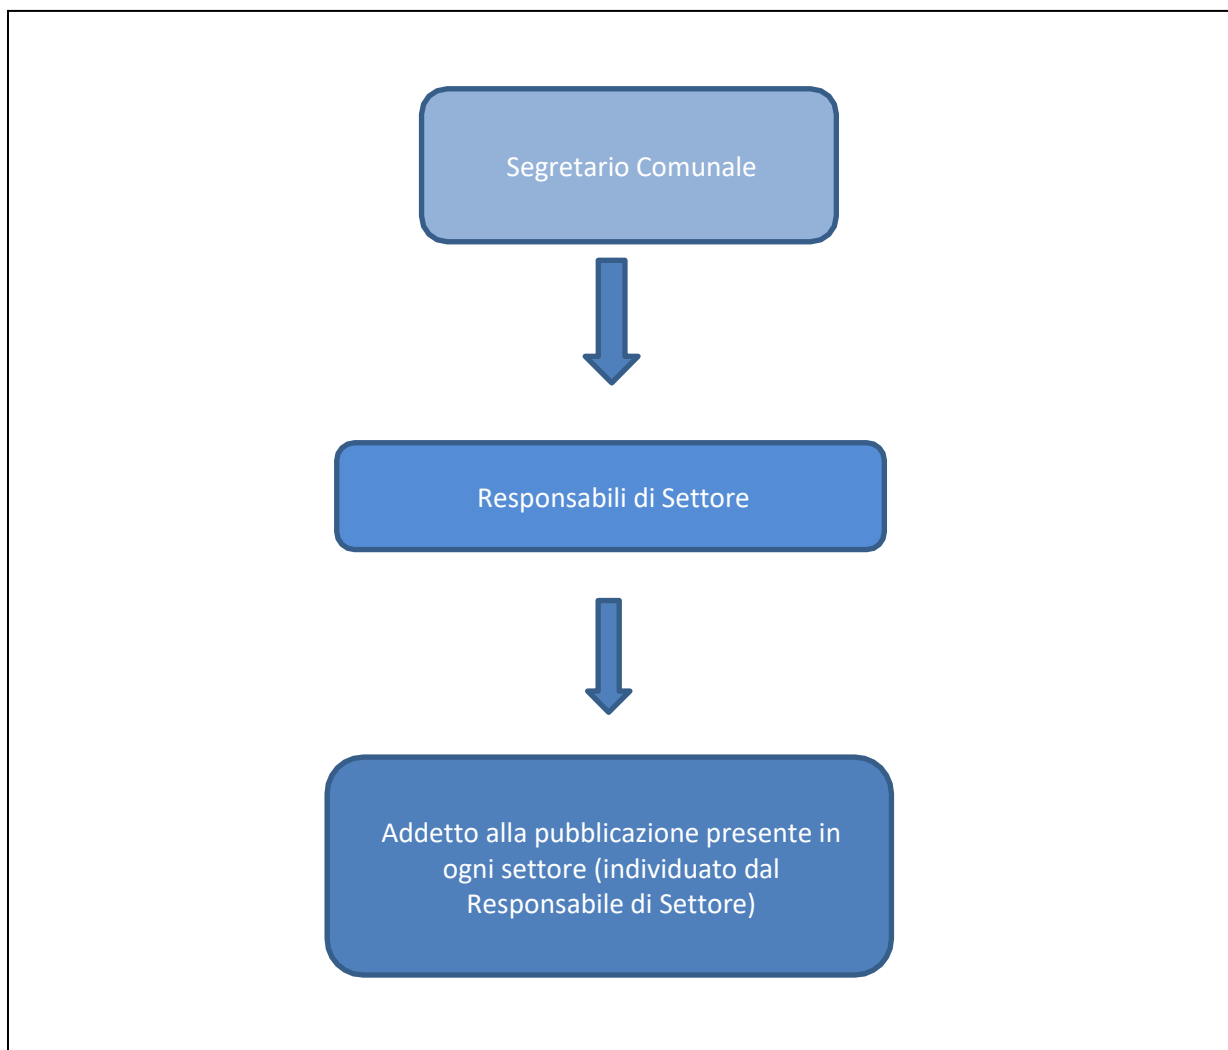 Segretario Comunale
Responsabili di Settore
Addetto alla pubblicazione presente in
ogni settore (individuato dal
Responsabile di Settore)